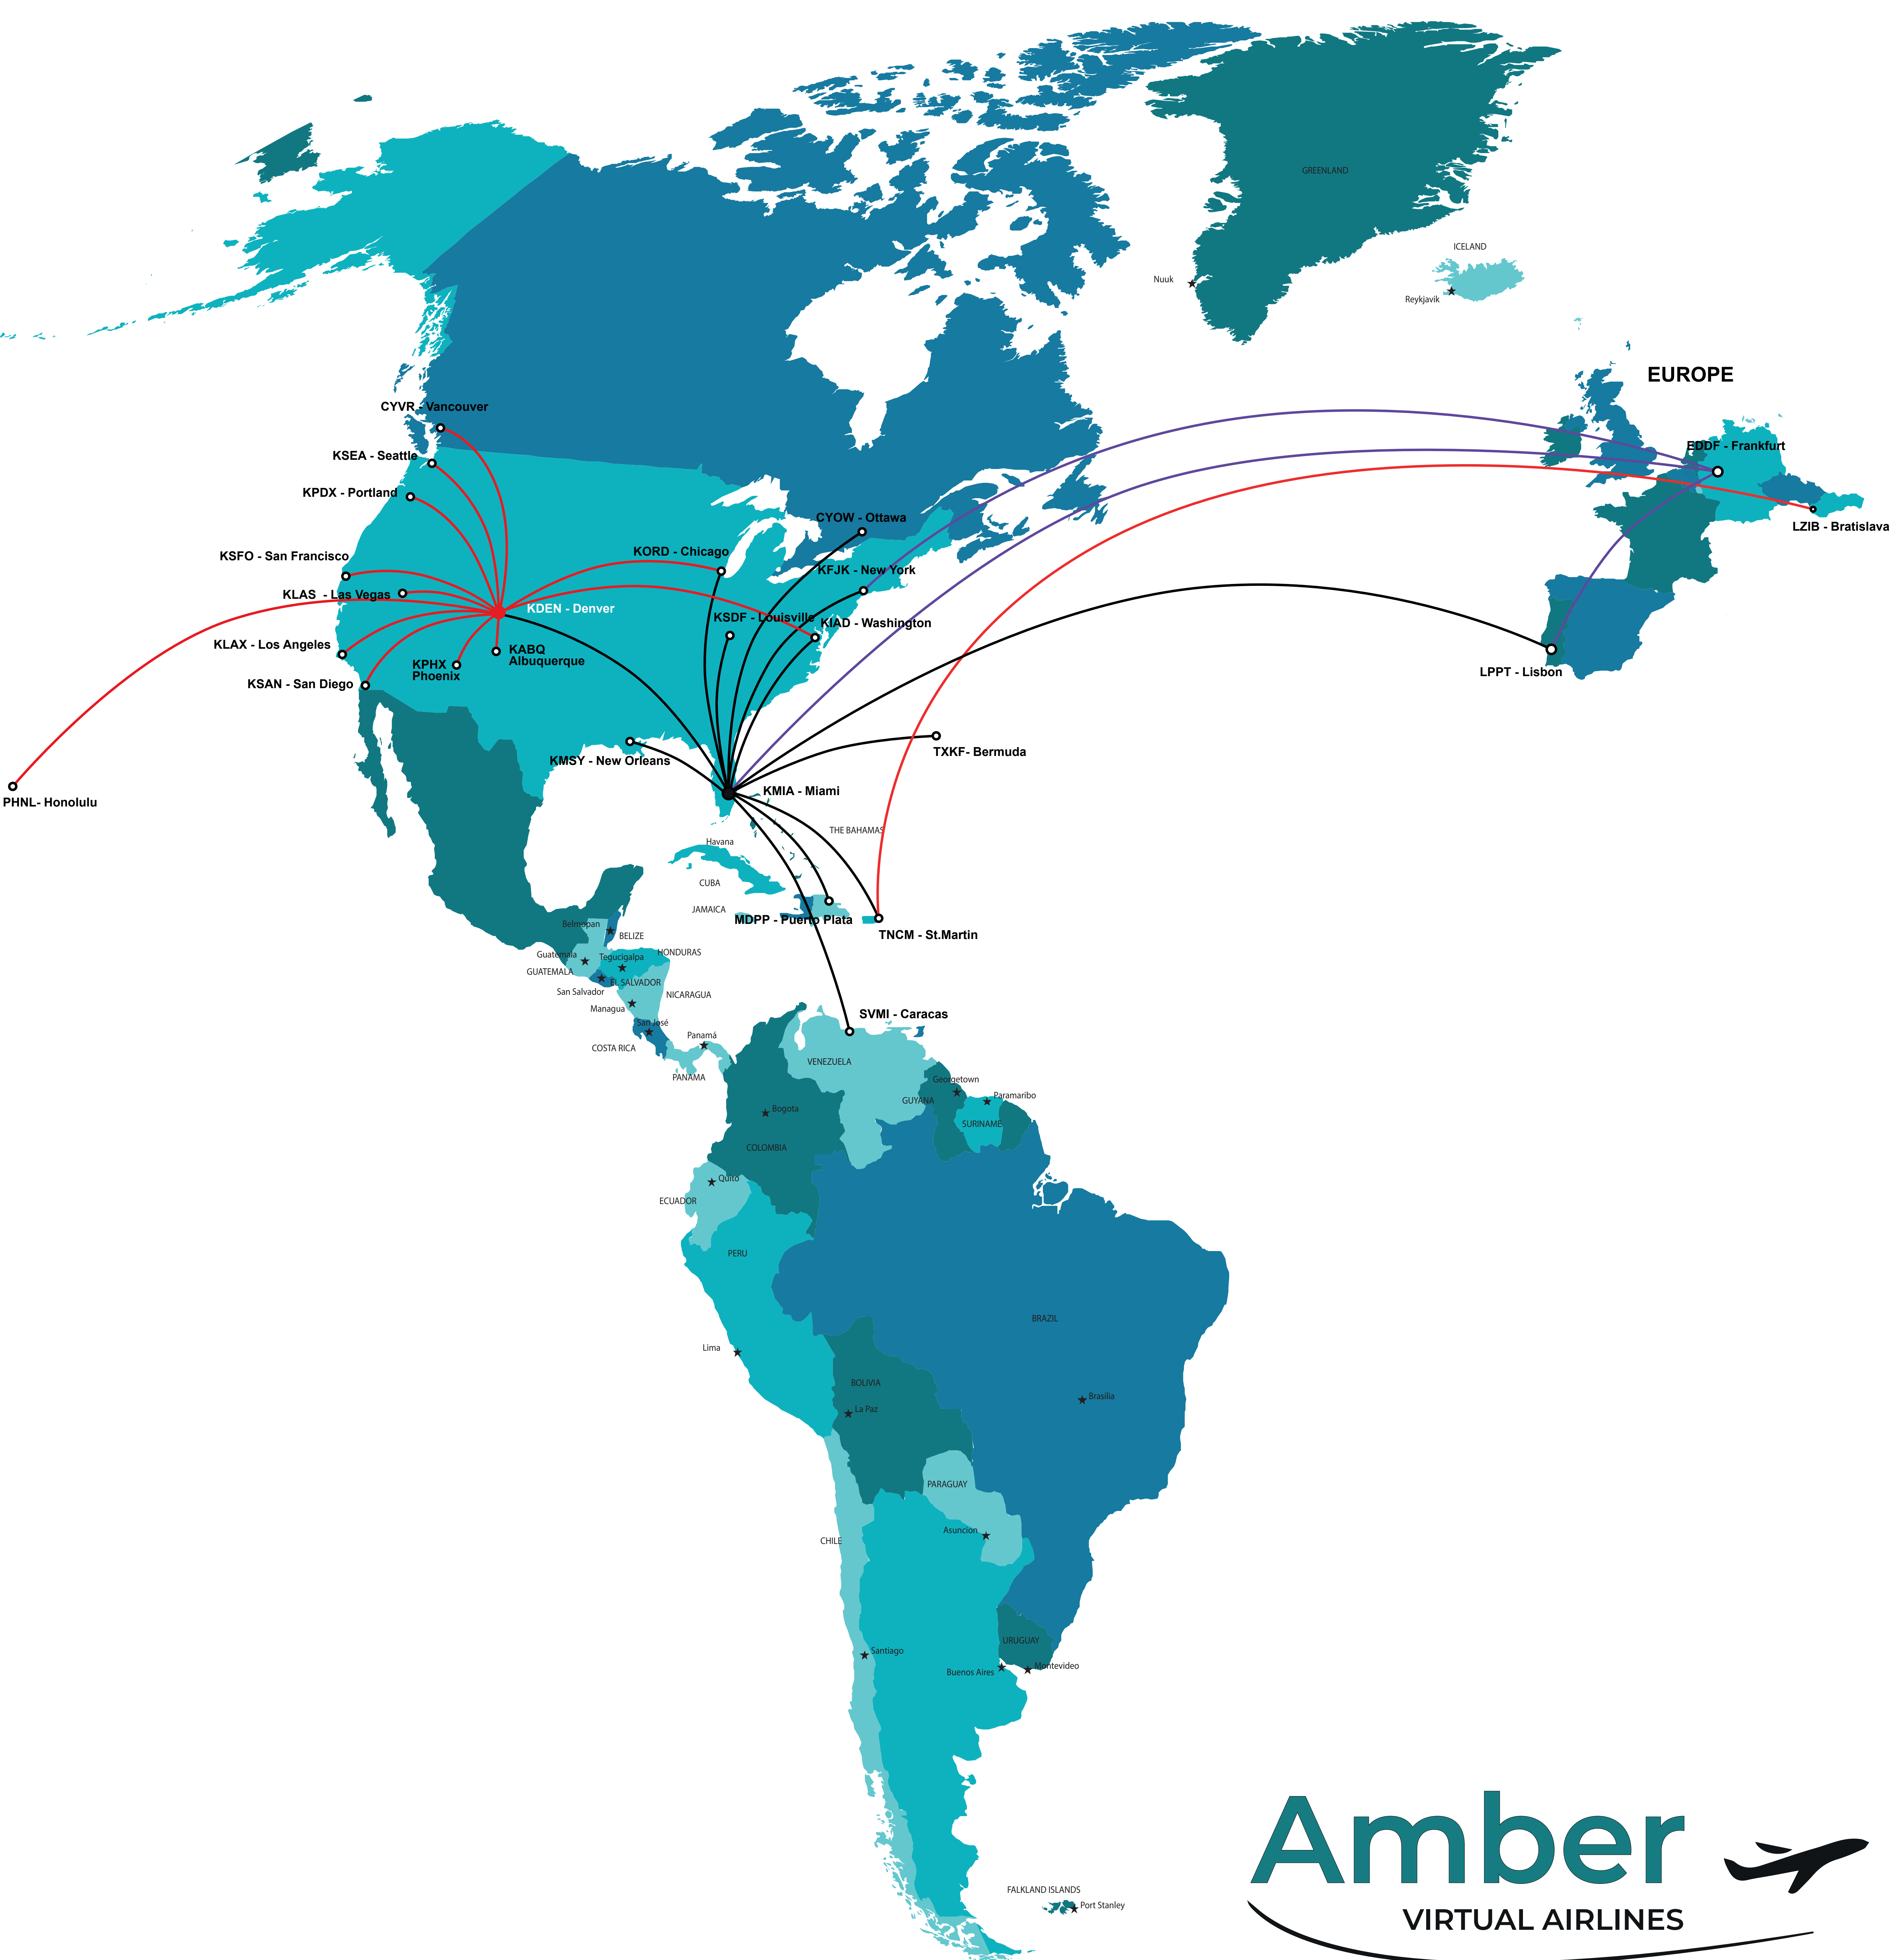 GREENLAND
ICELAND
Nuuk
Reykjavik
EUROPE
CYVR - Vancouver
EDDF - Frankfurt
KSEA - Seattle
KPDX - Portland
CYOW - Ottawa
LZIB - Bratislava
KSFO - San Francisco
KORD - Chicago
KFJK - New York
KLAS - Las Vegas
KDEN - Denver
KSDF - Louisville
KIAD - Washington
KLAX - Los Angeles
KABQ
Albuquerque
KPHX
Phoenix
LPPT - Lisbon
KSAN - San Diego
TXKF- Bermuda
KMSY - New Orleans
KMIA - Miami
PHNL- Honolulu
THE BAHAMAS
Havana
CUBA
JAMAICA
MDPP - Puerto Plata
TNCM - St.Martin
Belmopan
BELIZE
HONDURAS
Guatemala
Tegucigalpa
GUATEMALA
EL SALVADOR
San Salvador
NICARAGUA
Managua
SVMI - Caracas
San José
Panamá
COSTA RICA
VENEZUELA
PANAMA
Georgetown
Paramaribo
GUYANA
Bogota
SURINAME
COLOMBIA
Quito
ECUADOR
PERU
BRAZIL
Lima
BOLIVIA
Brasília
La Paz
PARAGUAY
Asuncion
CHILE
URUGUAY
Santiago
Montevideo
Buenos Aires
Amber
VIRTUAL AIRLINES
FALKLAND ISLANDS
Port Stanley